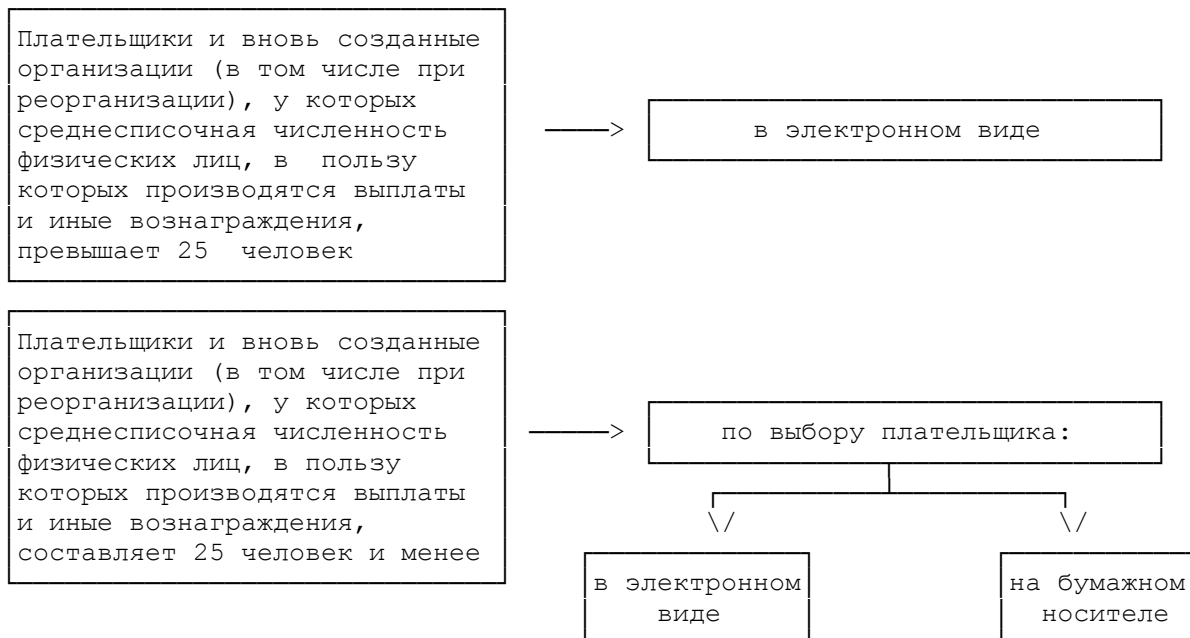 Плательщики и вновь созданные
организации (в том числе при
реорганизации), у которых
среднесписочная численность
физических лиц, в пользу
которых производятся выплаты
и иные вознаграждения,
превышает 25 человек
————>
в электронном виде
Плательщики и вновь созданные
организации (в том числе при
реорганизации), у которых
среднесписочная численность
физических лиц, в пользу
которых производятся выплаты
и иные вознаграждения,
составляет 25 человек и менее
—————>
по выбору плательщика:
\/ \/
в электронном
виде
на бумажном
носителе